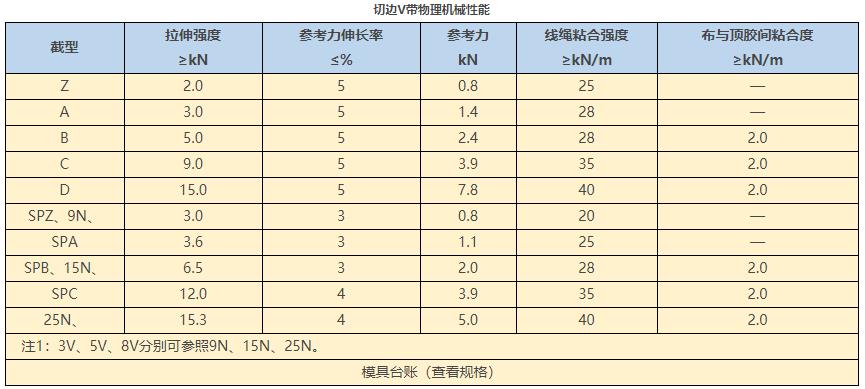 切边V带物理机械性能
截型 拉伸强度 ≥kN 参考力伸长率 ≤% 参考力 kN 线绳粘合强度 ≥kN/m 布与顶胶间粘合度 ≥kN/m
Z 2.0 5 0.8 25 —
A 3.0 5 1.4 28 —
B 5.0 5 2.4 28 2.0
C 9.0 5 3.9 35 2.0
D 15.0 5 7.8 40 2.0
SPZ、9N、 3.0 3 0.8 20 —
SPA 3.6 3 1.1 25 —
SPB、15N、 6.5 3 2.0 28 2.0
SPC 12.0 4 3.9 35 2.0
25N、 15.3 4 5.0 40 2.0
注1：3V、5V、8V分别可参照9N、15N、25N。
模具台账（查看规格）